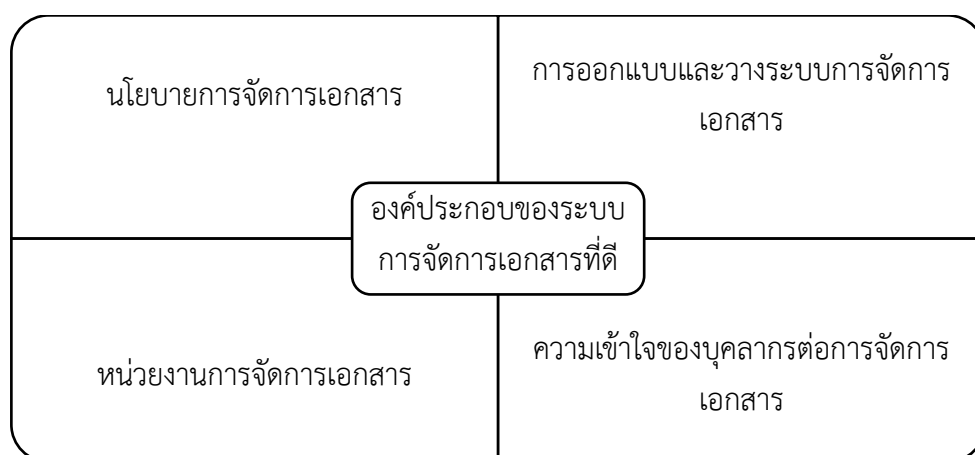 นโยบายการจัดการเอกสาร
การออกแบบและวางระบบการจัดการ
เอกสาร
องค์ประกอบของระบบ
การจัดการเอกสารที่ดี
หน่วยงานการจัดการเอกสาร
ความเข้าใจของบุคลากรต่อการจัดการ
เอกสาร